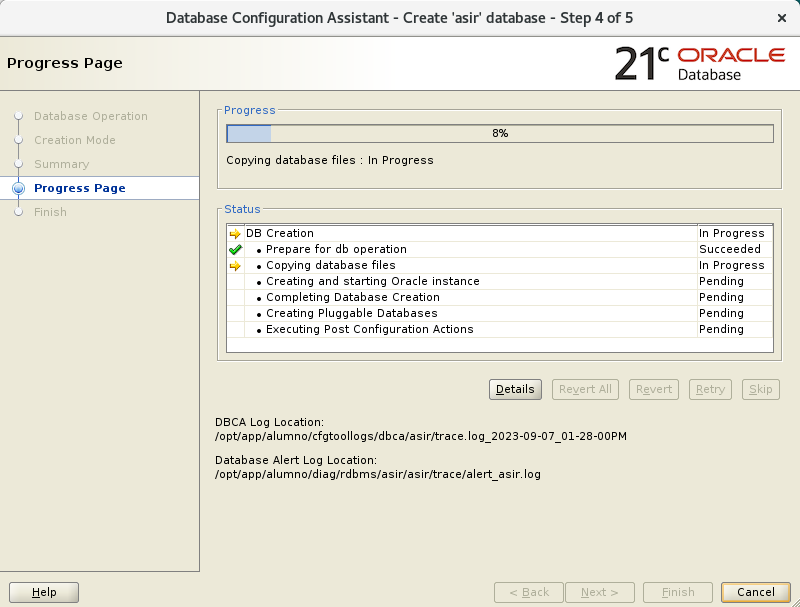 Database Configuration Assistant - Create 'asir' database - Step 4 of 5
Progress Page
21c ORACLE
Database
Database Operation
Creation Mode
Summary
Progress Page
Finish
Progress
8%
Copying database files : In Progress
Status
DB Creation In Progress
• Prepare for db operation Succeeded
• Copying database files In Progress
• Creating and starting Oracle instance Pending
• Completing Database Creation Pending
• Creating Pluggable Databases Pending
• Executing Post Configuration Actions Pending
Details Revert All Revert Retry Skip
DBCA Log Location:
/opt/app/alumno/cfgtoollogs/dbca/asir/trace.log_2023-09-07_01-28-00PM
Database Alert Log Location:
/opt/app/alumno/diag/rdbms/asir/asir/trace/alert_asir.log
Help < Back Next > Finish Cancel